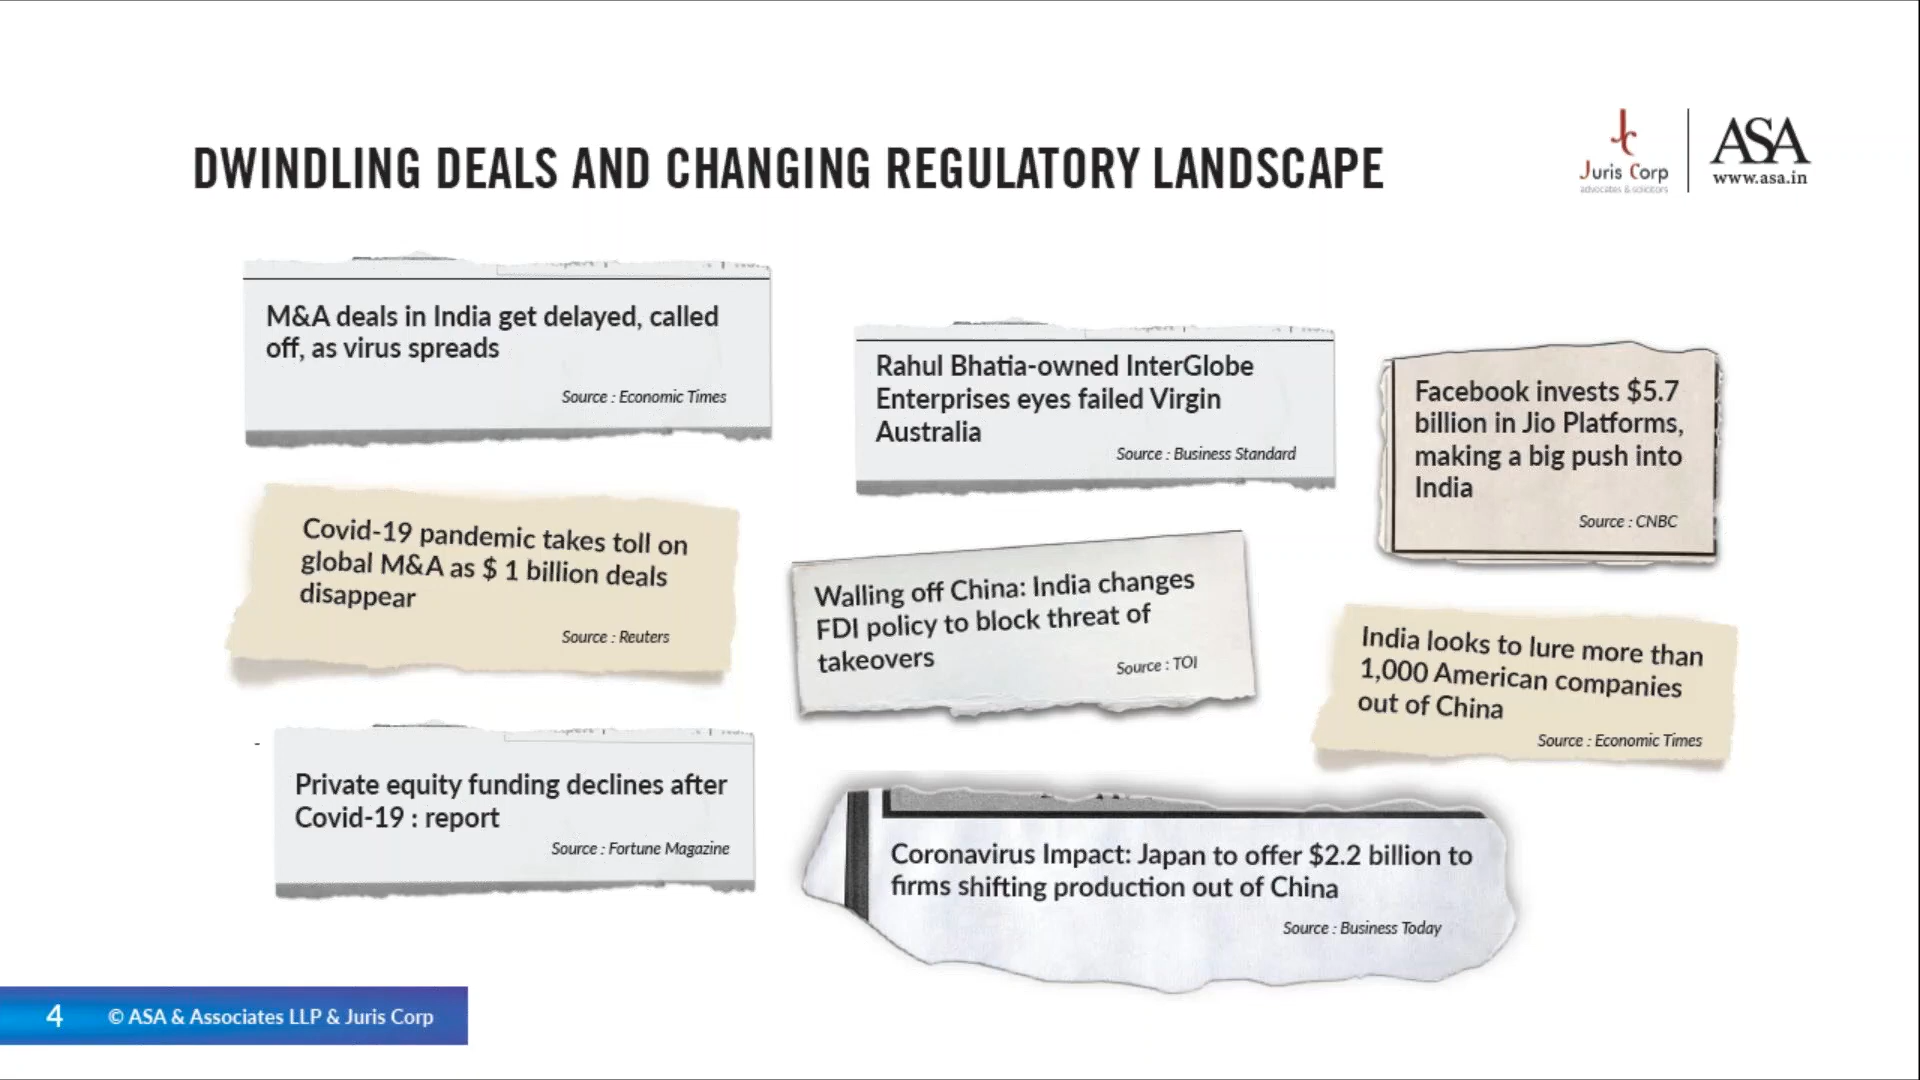 DWINDLING DEALS AND CHANGING REGULATORY LANDSCAPE
Jc
Juris Corp
advocates & solicitors
ASA
www.asa.in
M&A deals in India get delayed, called
off, as virus spreads
Source : Economic Times
Covid-19 pandemic takes toll on
global M&A as $ 1 billion deals
disappear
Source : Reuters
Private equity funding declines after
Covid-19 : report
Source : Fortune Magazine
Rahul Bhatia-owned InterGlobe
Enterprises eyes failed Virgin
Australia
Source : Business Standard
Walling off China: India changes
FDI policy to block threat of
takeovers
Source : TOI
Coronavirus Impact: Japan to offer $2.2 billion to
firms shifting production out of China
Source : Business Today
Facebook invests $5.7
billion in Jio Platforms,
making a big push into
India
Source : CNBC
India looks to lure more than
1,000 American companies
out of China
Source : Economic Times
4
© ASA & Associates LLP & Juris Corp